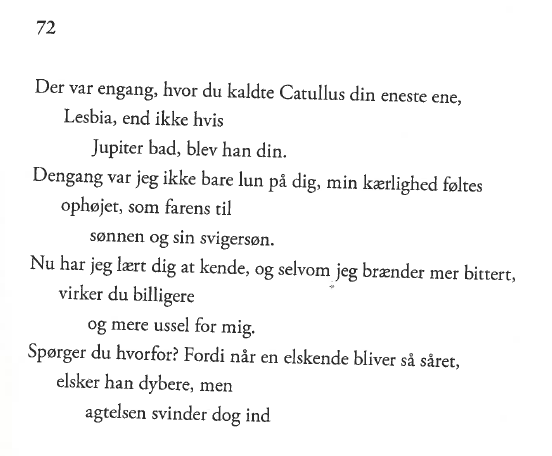 72
Der var engang, hvor du kaldte Catullus din eneste ene,
Lesbia, end ikke hvis
Jupiter bad, blev han din.
Dengang var jeg ikke bare lun på dig, min kærlighed føltes
ophøjet, som farens til
sønnen og sin svigersøn.
Nu har jeg lært dig at kende, og selvom jeg brænder mer bittert,
virker du billigere
og mere ussel for mig.
Spørger du hvorfor? Fordi når en elskende bliver så såret,
elsker han dybere, men
agtelsen svinder dog ind